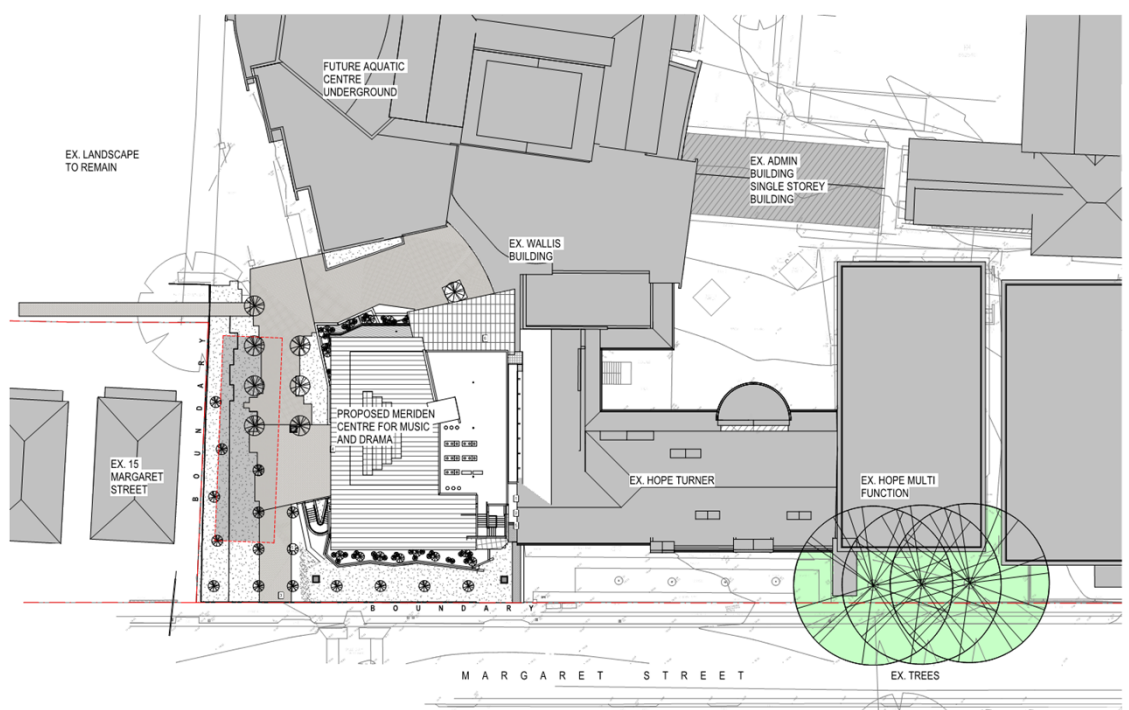 FUTURE AQUATIC
CENTRE
UNDERGROUND
EX. LANDSCAPE
TO REMAIN
EX. ADMIN
BUILDING
SINGLE STOREY
BUILDING
EX. WALLIS
BUILDING
BOUNDARY
PROPOSED MERIDEN
CENTRE FOR MUSIC
AND DRAMA
EX. 15
MARGARET
STREET
EX. HOPE TURNER
EX. HOPE MULTI
FUNCTION
BOUNDARY
MARGARET STREET
EX. TREES